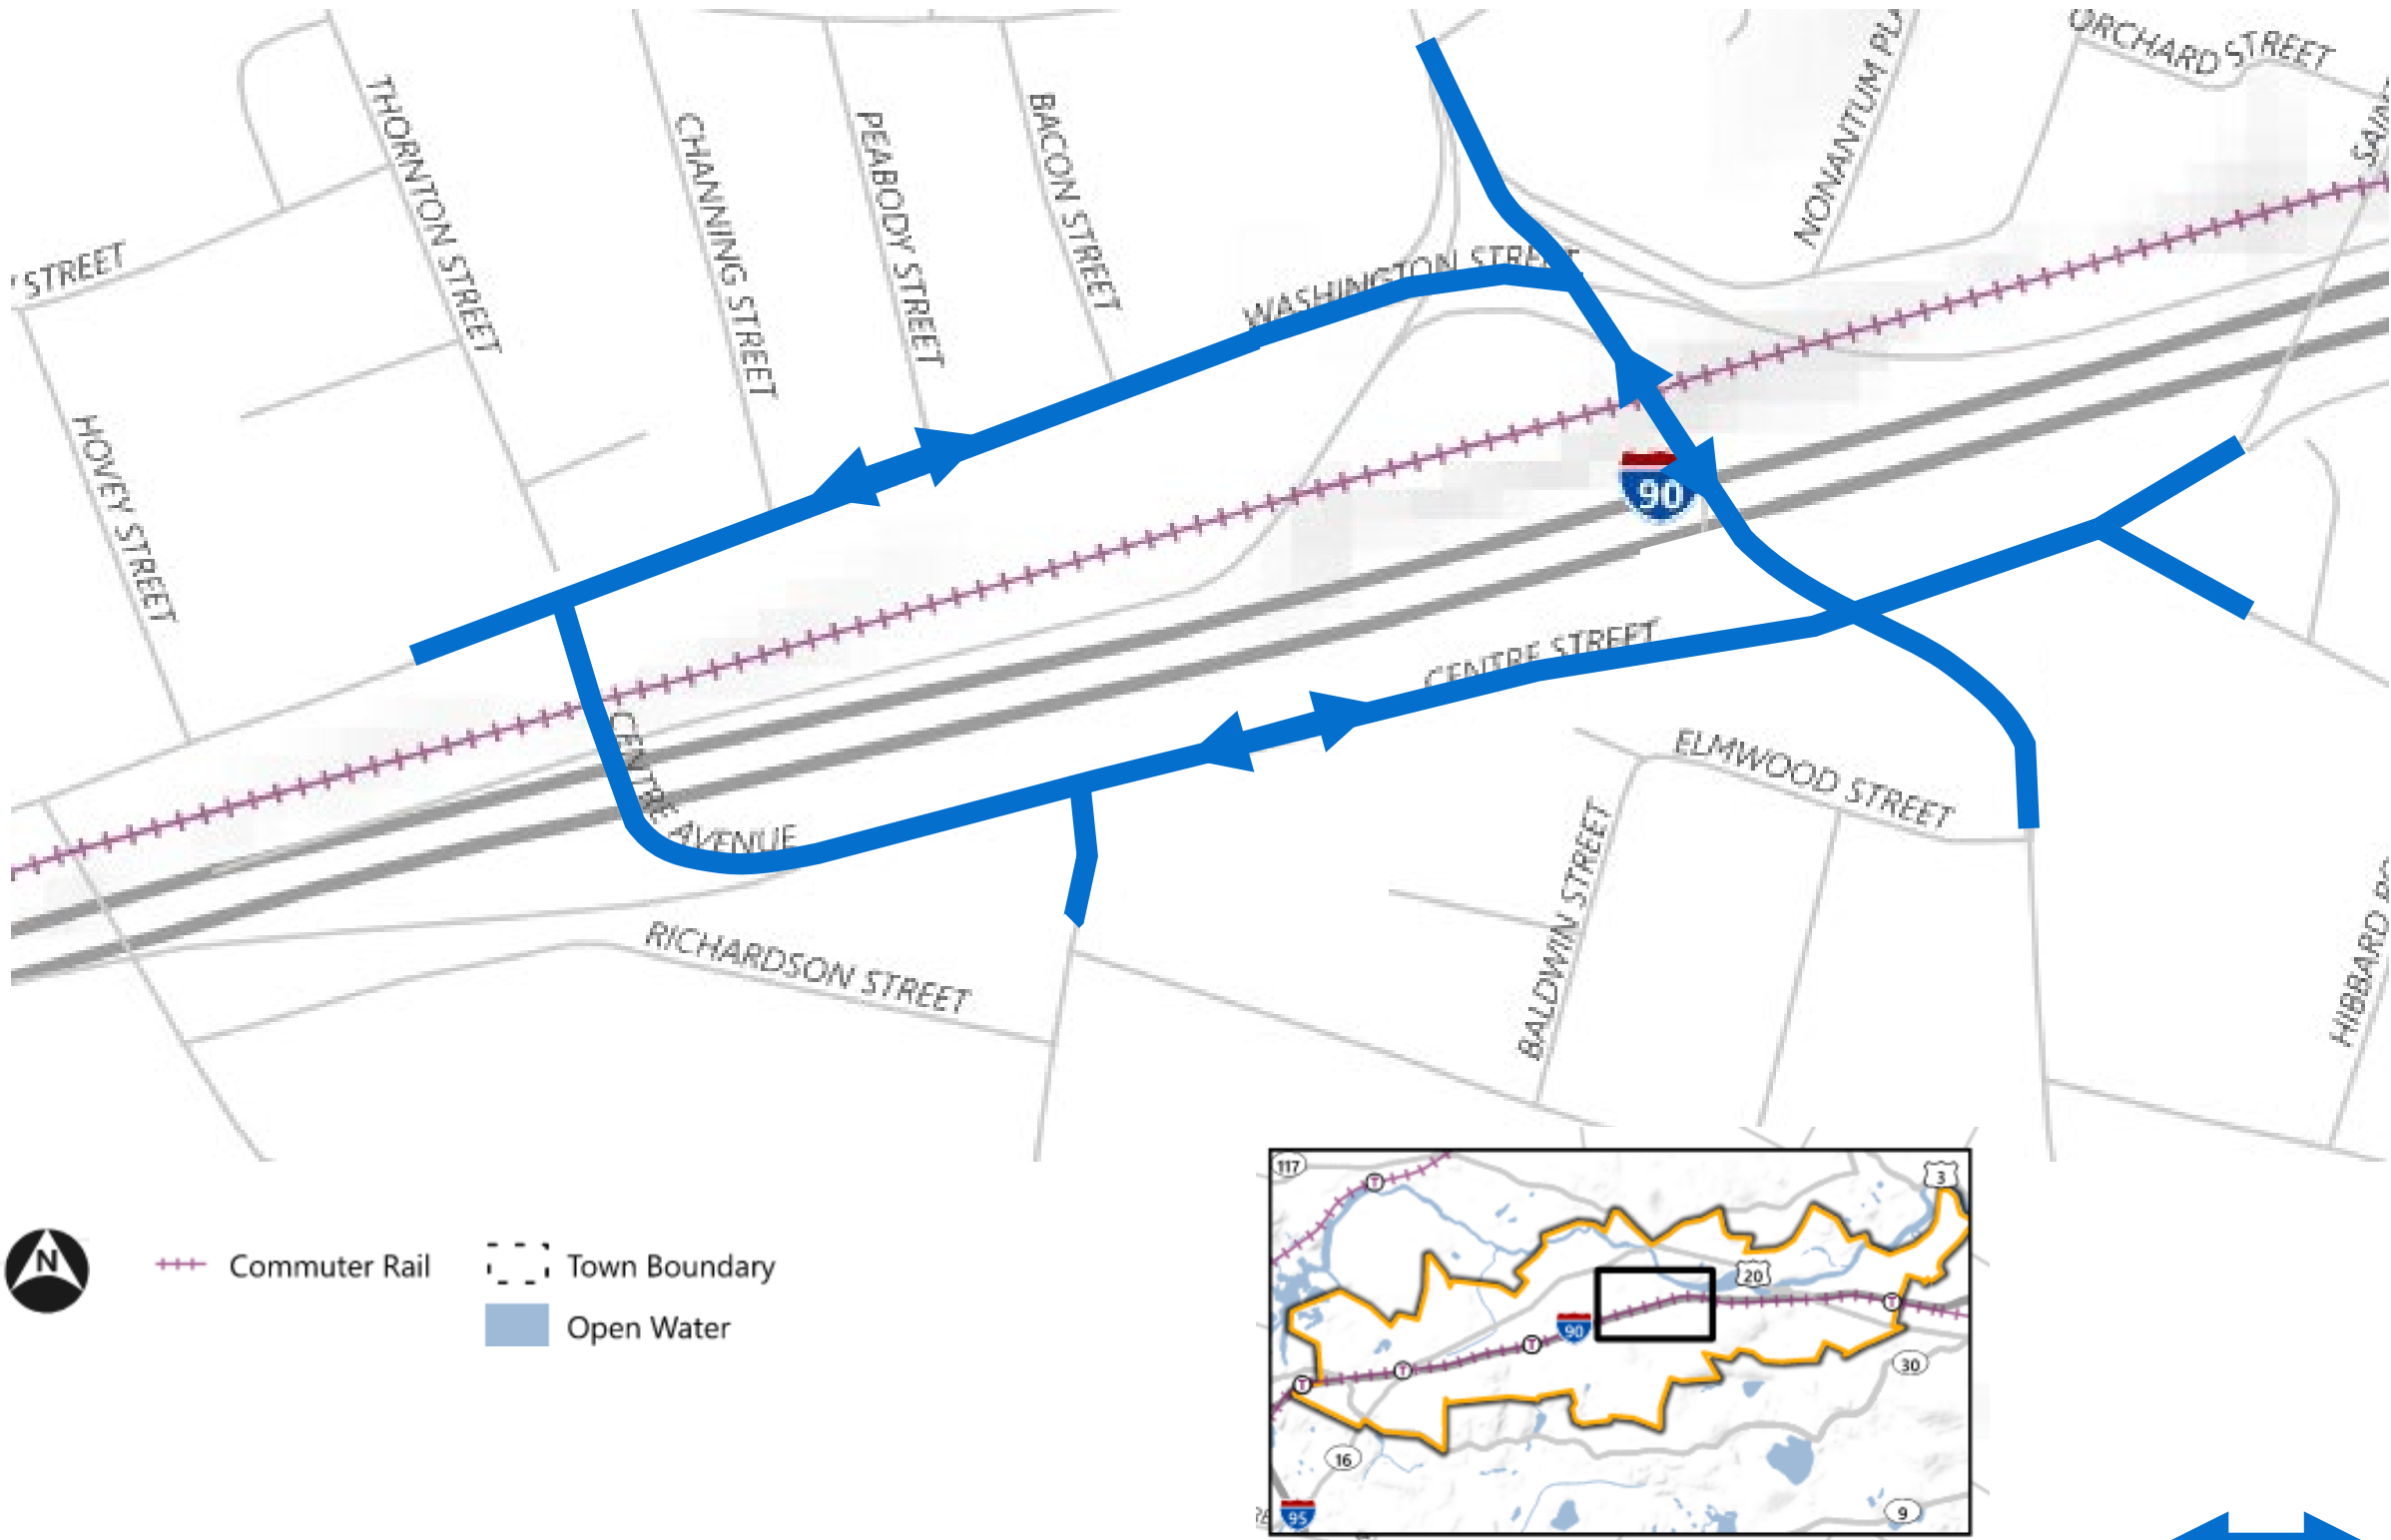 ORCHARD STREET
THORNTON STREET
CHANNING STREET
PEABODY STREET
BACON STREET
NONANTUM
STREET
WASHINGTON STREET
HOVEY STREET
90
CENTRE STREET
CENTRE AVENUE
ELMWOOD STREET
BALDWIN STREET
HIBBARD
RICHARDSON STREET
N
Commuter Rail
Town Boundary
Open Water
117
T
3
20
T
90
T
T
T
30
16
95
9